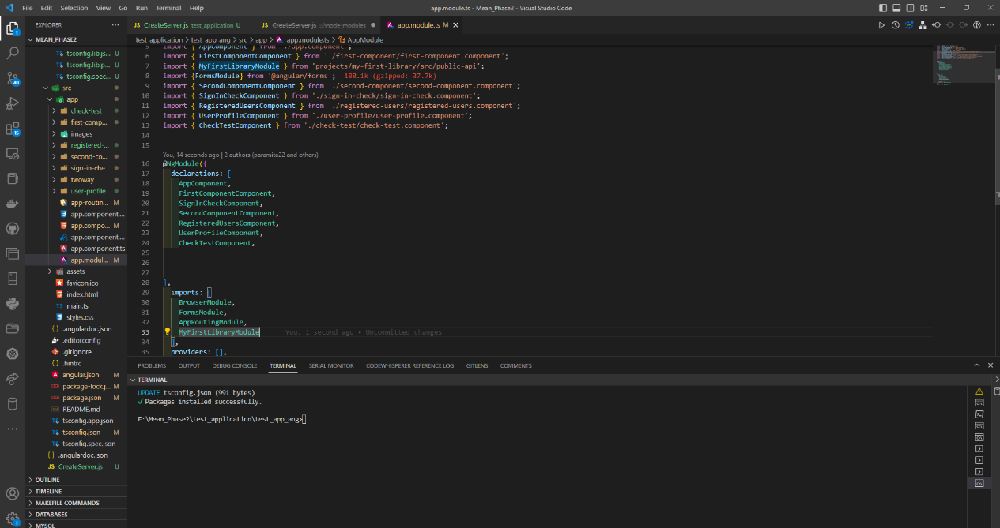 File Edit Selection View Go Run Terminal Help
app.module.ts - Mean_Phase2 - Visual Studio Code
EXPLORER
MEAN_PHASE2
tsconfig.lib.js... U
tsconfig.lib.p... U
tsconfig.spec... U
src
app
check-test
first-comp...
images
registered-...
second-co...
sign-in-che...
twoway
user-profile
app-routin... M
app.component....
app.compo... M
app.component....
app.component.ts
app.modul... M
assets
favicon.ico
index.html
main.ts
styles.css
.angulardoc.json
.editorconfig
.gitignore
.hintrc
angular.json M
package-lock.j... M
package.json M
README.md
tsconfig.app.json
tsconfig.json M
tsconfig.spec.json
.angulardoc.json
CreateServer.js U
OUTLINE
TIMELINE
MAKEFILE COMMANDS
DATABASES
MYSQL
1
40
15
1
JS CreateServer.js test_application U
JS CreateServer.js ...\node_modules
app.module.ts M
test_application > test_app_ang > src > app > app.module.ts > AppModule
5 import { AppComponent } from './app.component';
6 import { FirstComponentComponent } from './first-component/first-component.component';
7 import { MyFirstLibraryModule } from 'projects/my-first-library/src/public-api';
8 import {FormsModule} from '@angular/forms'; 188.1k (gzipped: 37.7k)
9 import { SecondComponentComponent } from './second-component/second-component.component';
10 import { SignInCheckComponent } from './sign-in-check/sign-in-check.component';
11 import { RegisteredUsersComponent } from './registered-users/registered-users.component';
12 import { UserProfileComponent } from './user-profile/user-profile.component';
13 import { CheckTestComponent } from './check-test/check-test.component';
14
15
You, 14 seconds ago | 2 authors (paramita22 and others)
16 @NgModule({
17 declarations: [
18 AppComponent,
19 FirstComponentComponent,
20 SignInCheckComponent,
21 SecondComponentComponent,
22 RegisteredUsersComponent,
23 UserProfileComponent,
24 CheckTestComponent,
25
26
27
28 ],
29 imports: [
30 BrowserModule,
31 FormsModule,
32 AppRoutingModule,
33 MyFirstLibraryModule You, 1 second ago • Uncommitted changes
34 ],
35 providers: [],
PROBLEMS OUTPUT DEBUG CONSOLE TERMINAL SERIAL MONITOR CODEWHISPERER REFERENCE LOG GITLENS COMMENTS
TERMINAL
UPDATE tsconfig.json (991 bytes)
✓ Packages installed successfully.
E:\Mean_Phase2\test_application\test_app_ang>